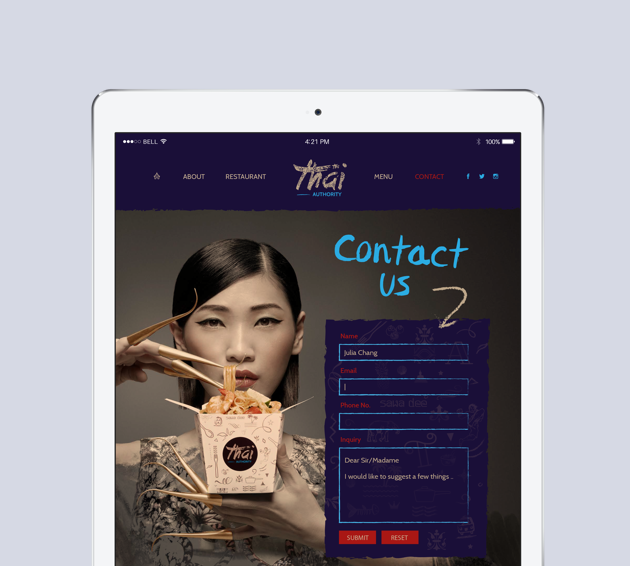 BELL
4:21 PM
100%
ABOUT
RESTAURANT
Thai
AUTHORITY
MENU
CONTACT
Contact
us
Name
Julia Chang
Email
Phone No.
Inquiry
Dear Sir/Madame
I would like to suggest a few things .
SUBMIT
RESET
Thai
AUTHORITY